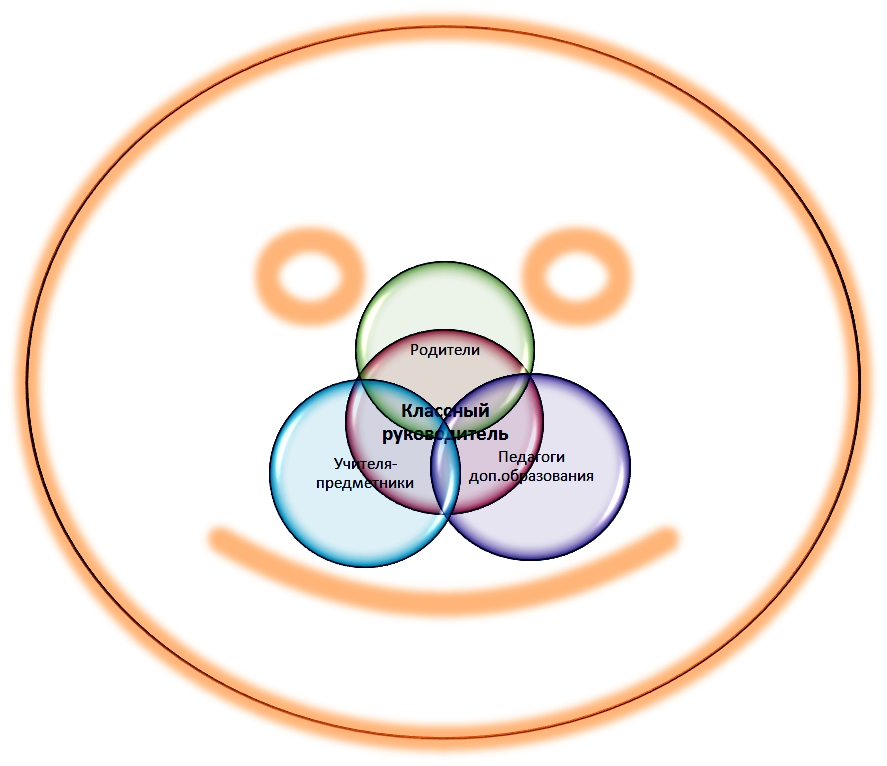 Родители
Классный
руководитель
Учителя-
предметники
Педагоги
доп.образования